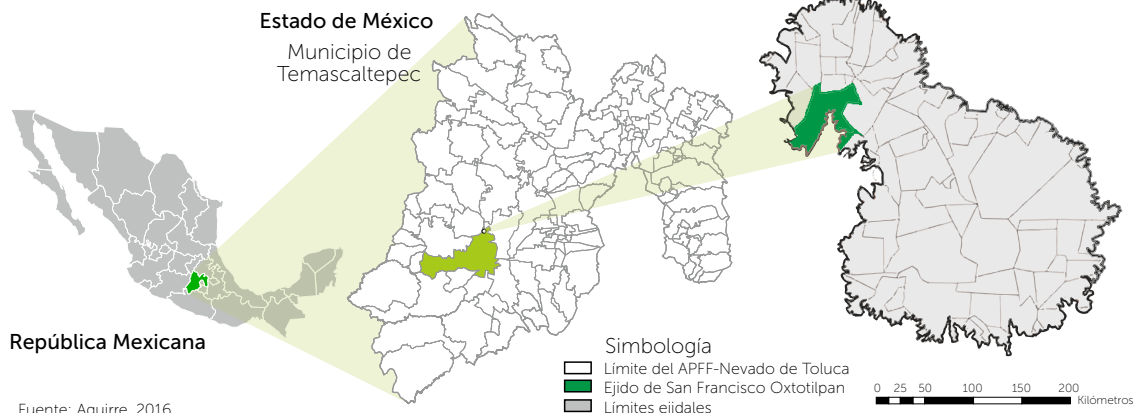 Estado de México
Municipio de
Temascaltepec
República Mexicana
Simbología
Límite del APFF-Nevado de Toluca
Ejido de San Francisco Oxtotilpan
Límites ejidales
0 25 50 100 150 200
Kilómetros
Fuente: Aguirre, 2016